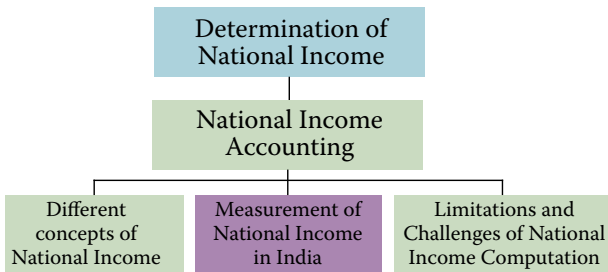 Determination of
National Income
National Income
Accounting
Different
concepts of
National Income
Measurement of
National Income
in India
Limitations and
Challenges of National
Income Computation